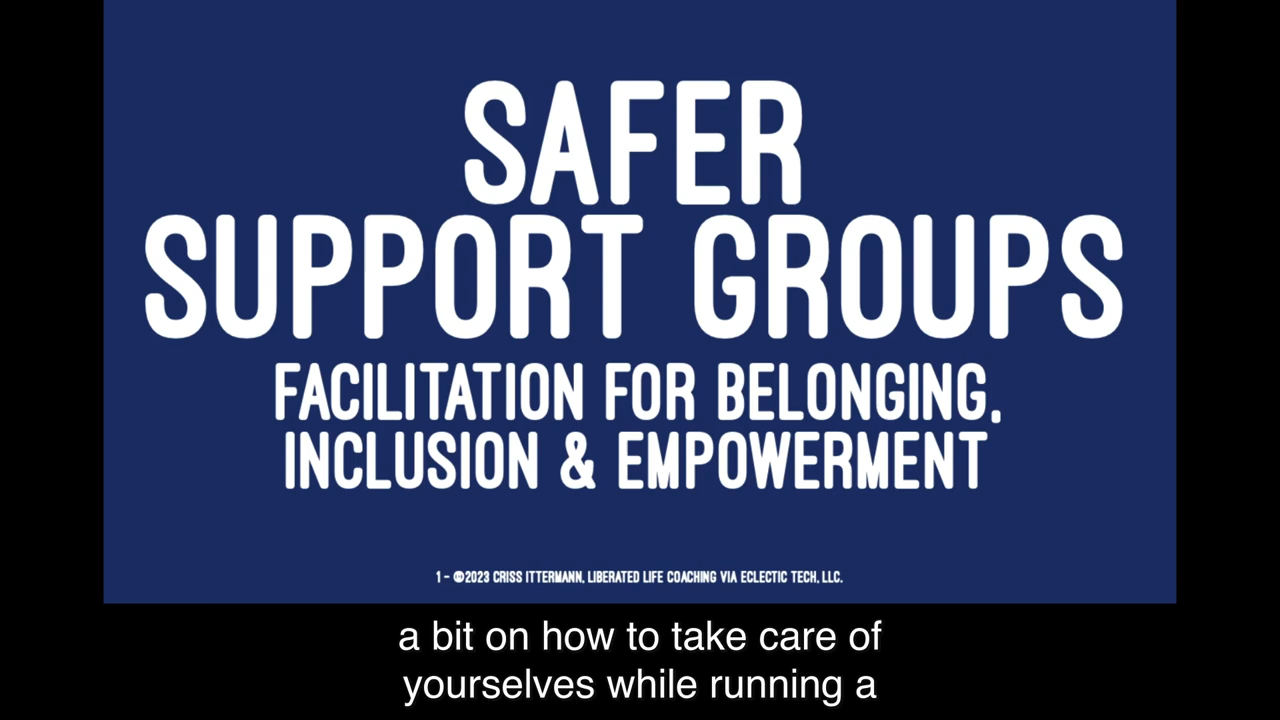 SAFER
SUPPORT GROUPS
FACILITATION FOR BELONGING,
INCLUSION & EMPOWERMENT
1 - ©2023 CRISS ITTERMANN, LIBERATED LIFE COACHING VIA ECLECTIC TECH, LLC.
a bit on how to take care of
yourselves while running a